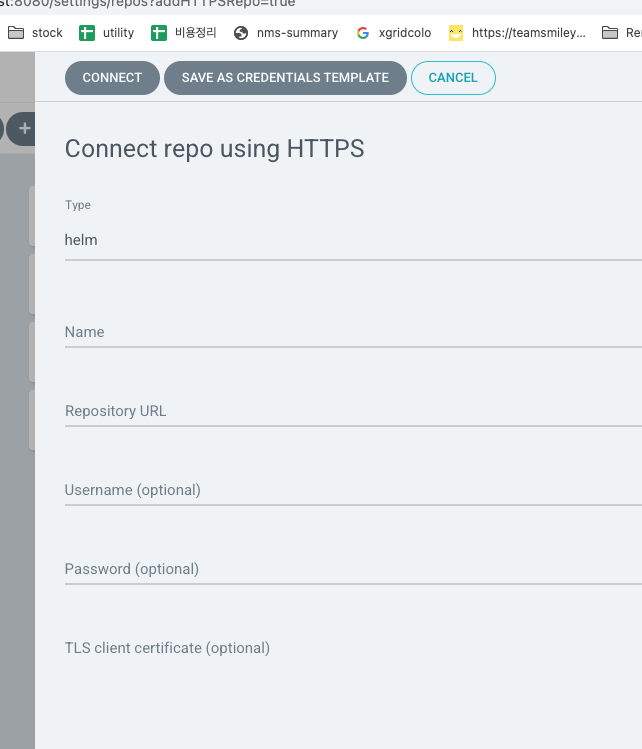 st:8080/settings/repos?addHTTPSRepo=true
stock utility 비용정리 nms-summary xgridcolo https://teamsmiley... Re
CONNECT SAVE AS CREDENTIALS TEMPLATE CANCEL
+
Connect repo using HTTPS
Type
helm
Name
Repository URL
Username (optional)
Password (optional)
TLS client certificate (optional)